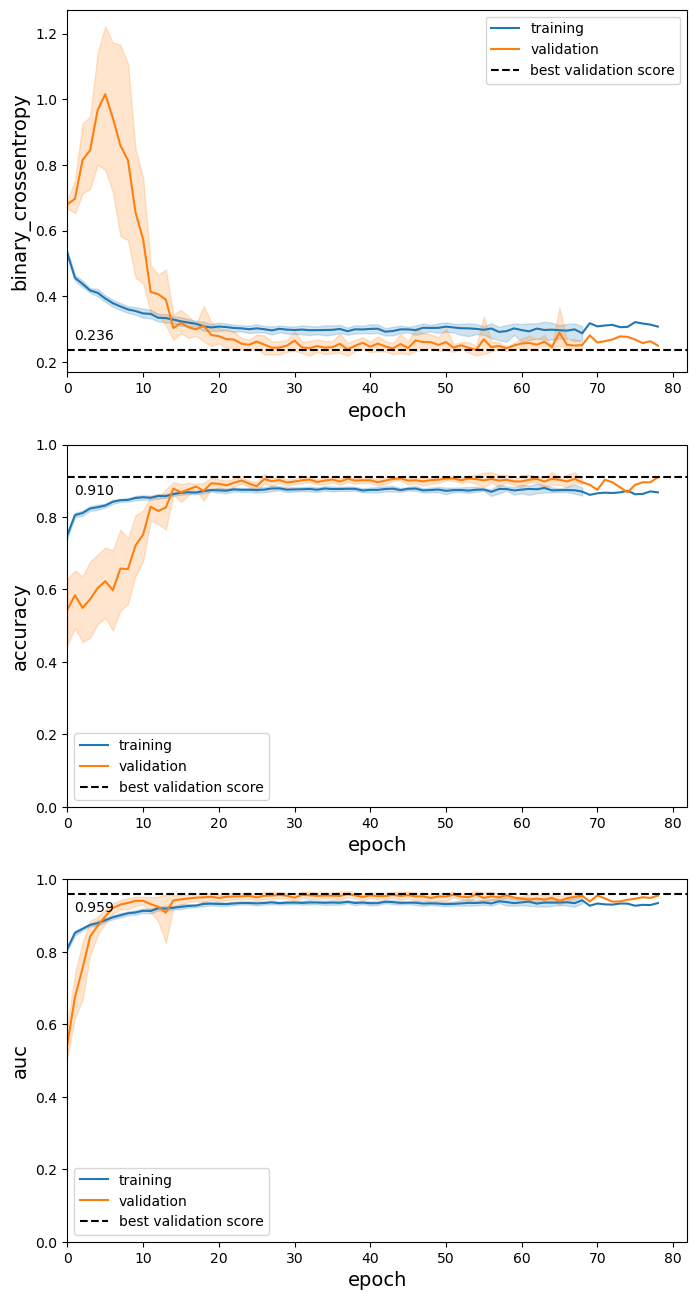 1.2
1.0
0.8
0.6
0.4
0.2
binary_crossentropy
training
validation
best validation score
0.236
0 10 20 30 40 50 60 70 80
epoch
1.0
0.8
0.6
0.4
0.2
0.0
accuracy
0.910
training
validation
best validation score
0 10 20 30 40 50 60 70 80
epoch
1.0
0.8
0.6
0.4
0.2
0.0
auc
0.959
training
validation
best validation score
0 10 20 30 40 50 60 70 80
epoch